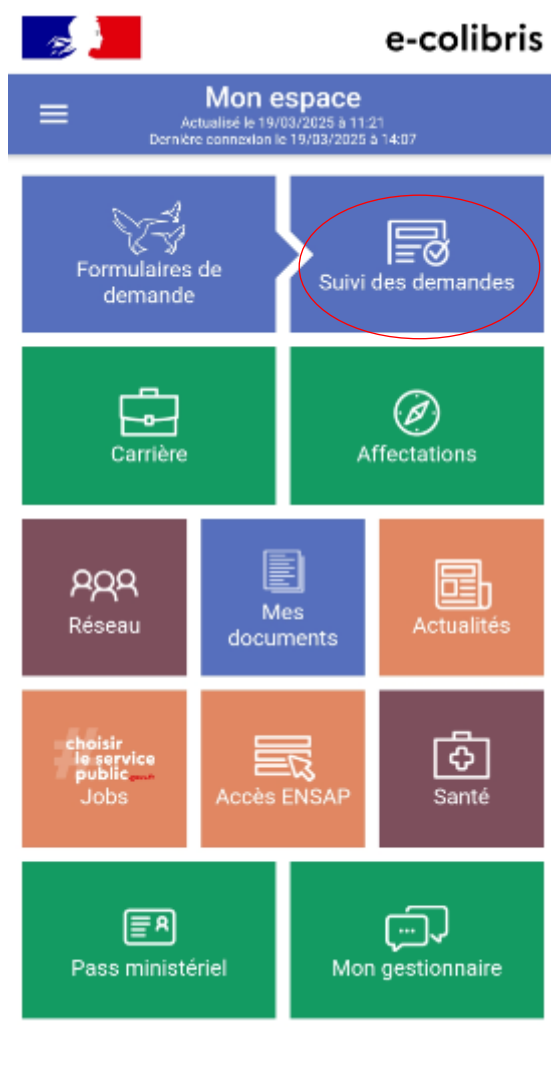 e-colibris
Mon espace
Actualisé le 19/03/2025 à 11:21
Dernière connexion le 19/03/2025 à 14:07
Formulaires de
demande
Suivi des demandes
Carrière
Affectations
Réseau
Mes
documents
Actualités
#choisir
le service
public.gouv.fr
Jobs
Accès ENSAP
Santé
Pass ministériel
Mon gestionnaire